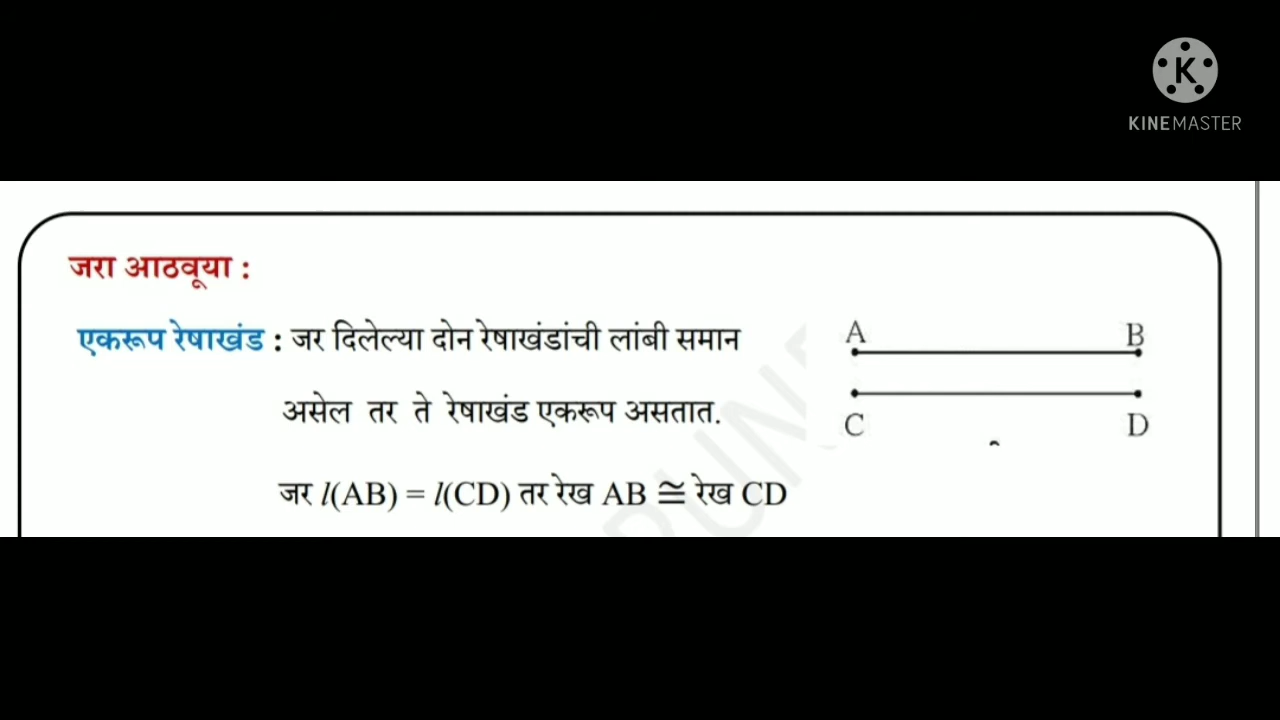 K
KINEMASTER
जरा आठवूया :
एकरूप रेषाखंड : जर दिलेल्या दोन रेषाखंडांची लांबी समान
असेल तर ते रेषाखंड एकरूप असतात.
जर l(AB) = l(CD) तर रेख AB ≅ रेख CD
A B
C D